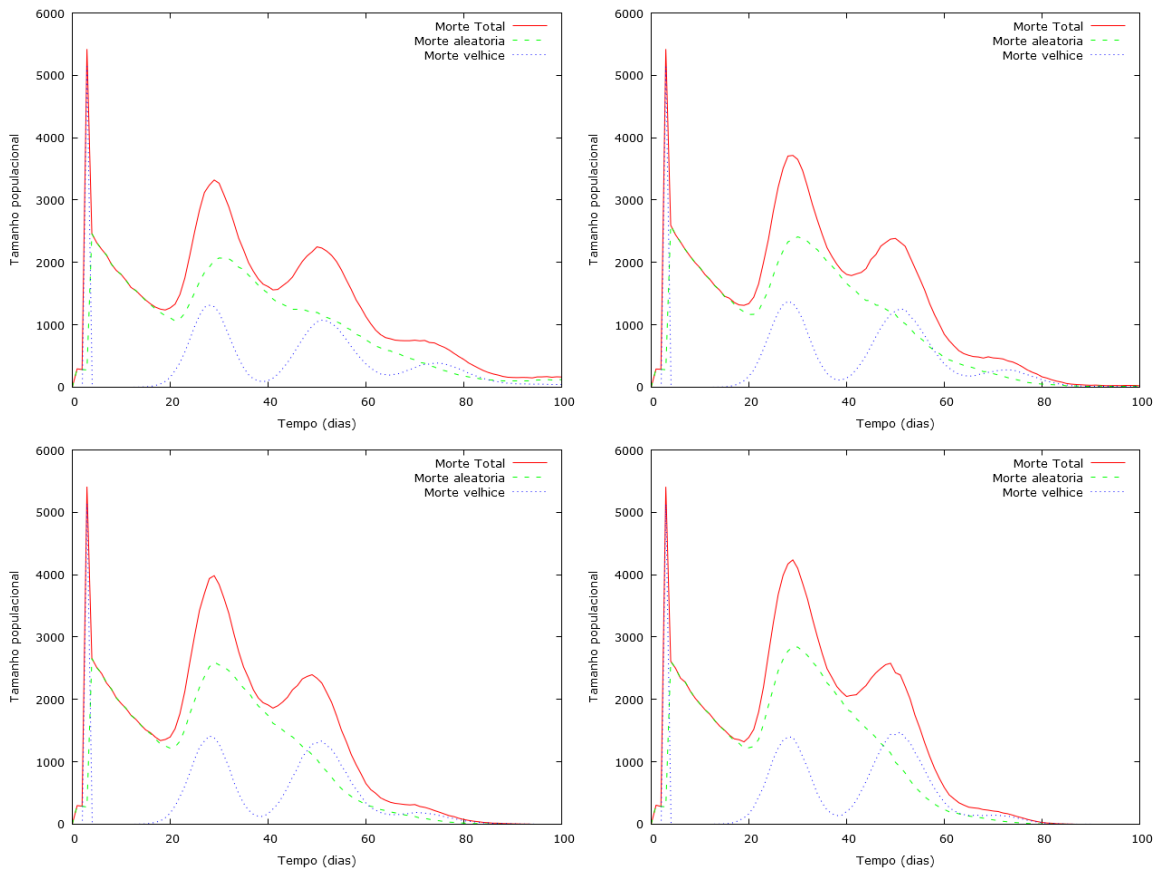 6000
5000
4000
3000
2000
1000
0
Tamanho populacional
Morte Total
Morte aleatoria
Morte velhice
0 20 40 60 80 100
Tempo (dias)
6000
5000
4000
3000
2000
1000
0
Tamanho populacional
Morte Total
Morte aleatoria
Morte velhice
0 20 40 60 80 100
Tempo (dias)
6000
5000
4000
3000
2000
1000
0
Tamanho populacional
Morte Total
Morte aleatoria
Morte velhice
0 20 40 60 80 100
Tempo (dias)
6000
5000
4000
3000
2000
1000
0
Tamanho populacional
Morte Total
Morte aleatoria
Morte velhice
0 20 40 60 80 100
Tempo (dias)